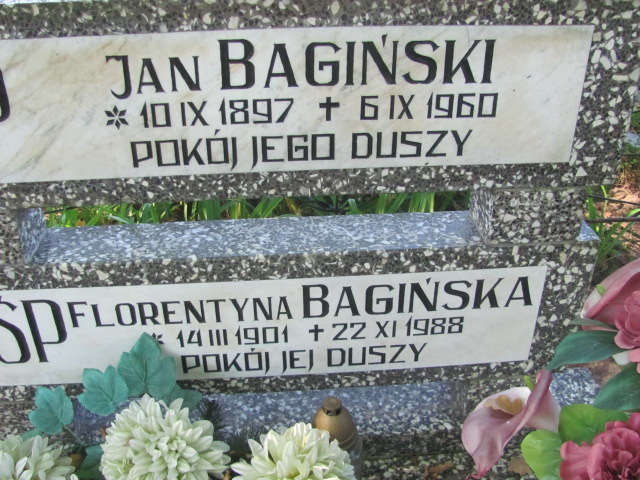 JAN BAGIŃSKI
* 10 IX 1897 ✝ 6 IX 1960
POKÓJ JEGO DUSZY
ŚP FLORENTYNA BAGIŃSKA
* 14 III 1901 ✝ 22 XI 1988
POKÓJ JEJ DUSZY